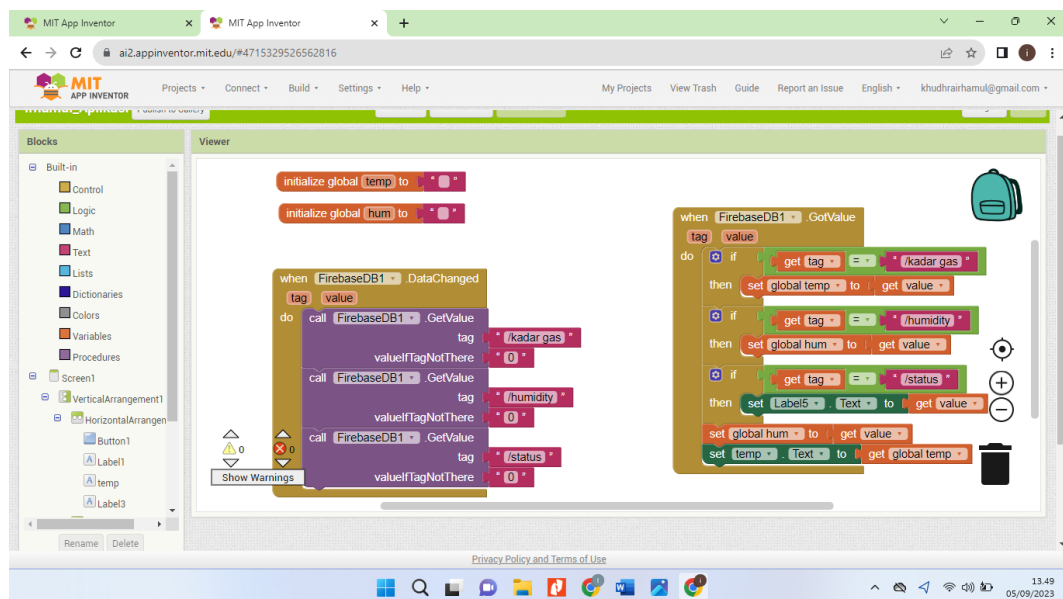 MIT App Inventor
MIT App Inventor
ai2.appinventor.mit.edu/#4715329526562816
MIT
APP INVENTOR
Projects
Connect
Build
Settings
Help
My Projects
View Trash
Guide
Report an Issue
English
khudhrairhamul@gmail.com
Blocks
Viewer
Built-in
Control
Logic
Math
Text
Lists
Dictionaries
Colors
Variables
Procedures
Screen1
VerticalArrangement1
HorizontalArrangen
Button1
Label1
temp
Label3
Rename Delete
initialize global temp to " "
initialize global hum to " "
when FirebaseDB1 .DataChanged
tag value
do call FirebaseDB1 .GetValue
tag " /kadar gas "
valueIfTagNotThere " 0 "
call FirebaseDB1 .GetValue
tag " /humidity "
valueIfTagNotThere " 0 "
call FirebaseDB1 .GetValue
tag " /status "
valueIfTagNotThere " 0 "
0 0
Show Warnings
when FirebaseDB1 .GotValue
tag value
do if get tag = " /kadar gas "
then set global temp to get value
if get tag = " /humidity "
then set global hum to get value
if get tag = " /status "
then set Label5 . Text to get value
set global hum to get value
set temp . Text to get global temp
Privacy Policy and Terms of Use
13.49
05/09/2023